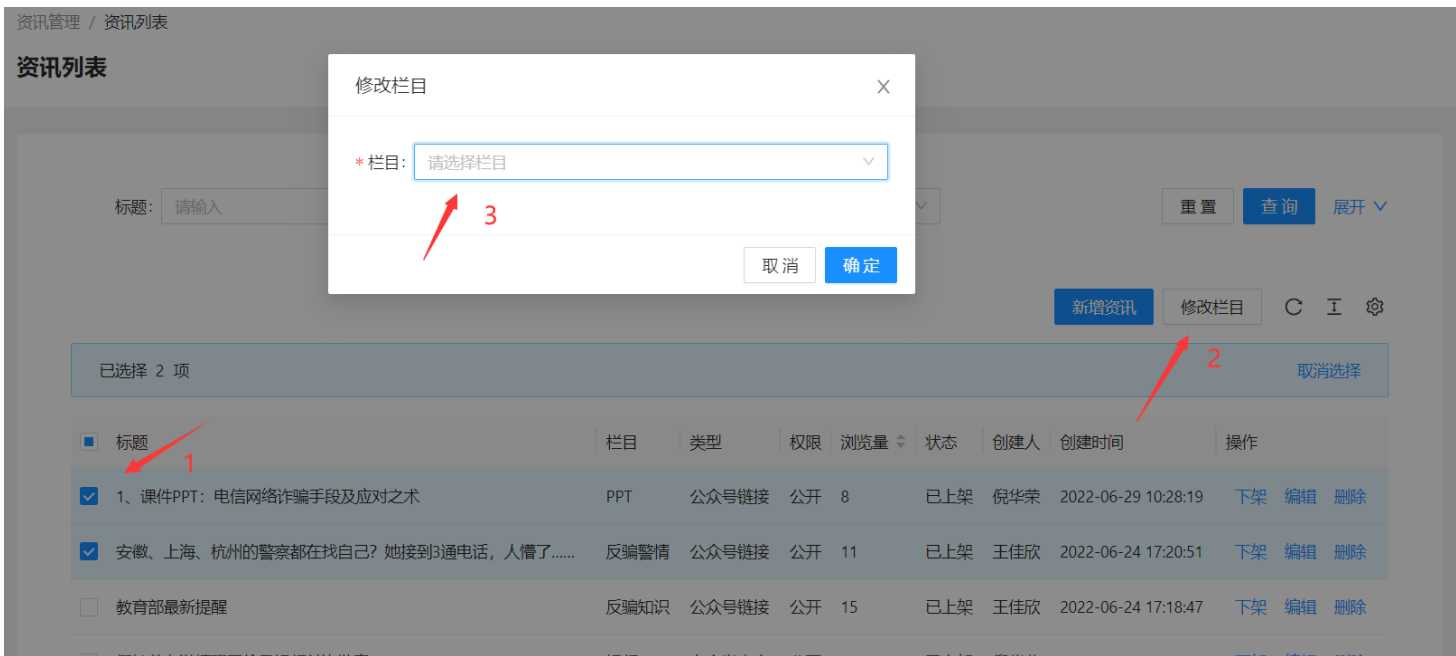 资讯管理 / 资讯列表
资讯列表
修改栏目
* 栏目: 请选择栏目
3
取 消 确 定
标题: 请输入 重 置 查 询 展开
新增资讯 修改栏目
2
已选择 2 项 取消选择
标题 栏目 类型 权限 浏览量 状态 创建人 创建时间 操作
1
1、课件PPT：电信网络诈骗手段及应对之术 PPT 公众号链接 公开 8 已上架 倪华荣 2022-06-29 10:28:19 下架 编辑 删除
安徽、上海、杭州的警察都在找自己？她接到3通电话，人懵了...... 反骗警情 公众号链接 公开 11 已上架 王佳欣 2022-06-24 17:20:51 下架 编辑 删除
教育部最新提醒 反骗知识 公众号链接 公开 15 已上架 王佳欣 2022-06-24 17:18:47 下架 编辑 删除